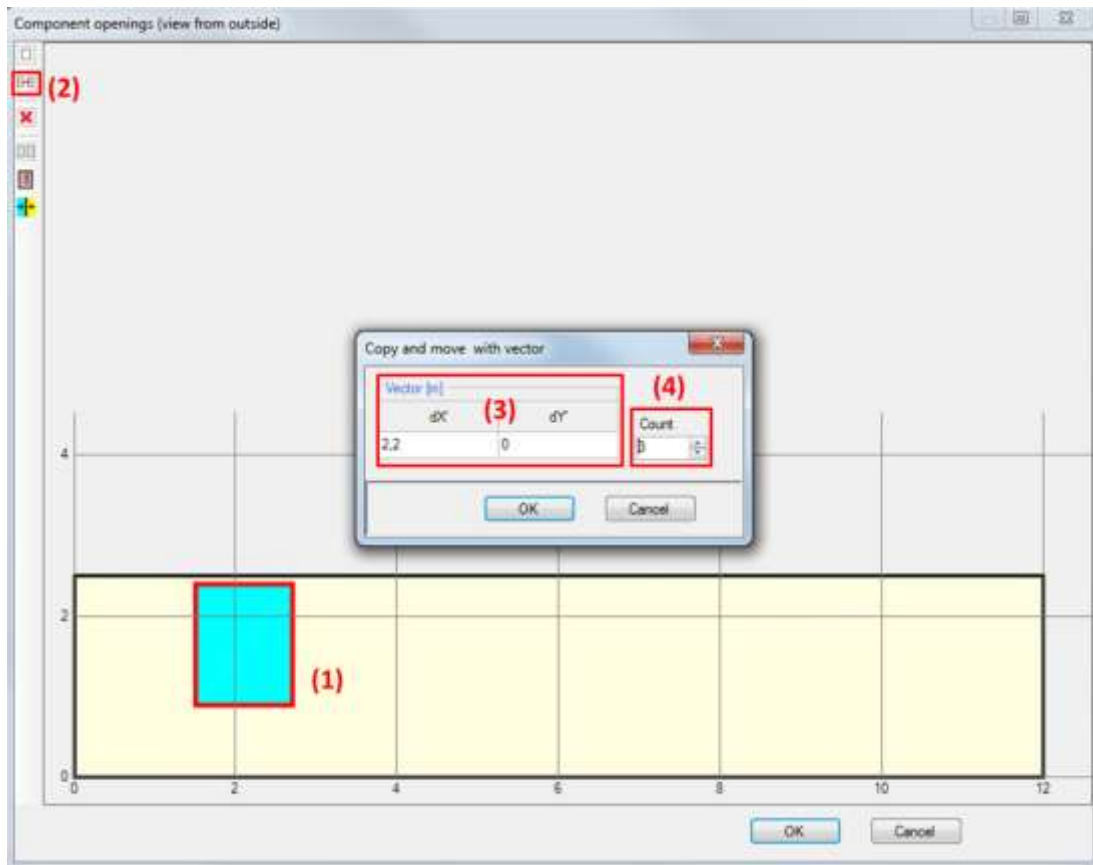 Component openings (view from outside)
(2)
Copy and move with vector
Vector [m]
(4)
dX
(3)
dY
Count
2,2
0
3
OK
Cancel
4
2
(1)
0
0
2
4
6
8
10
12
OK
Cancel